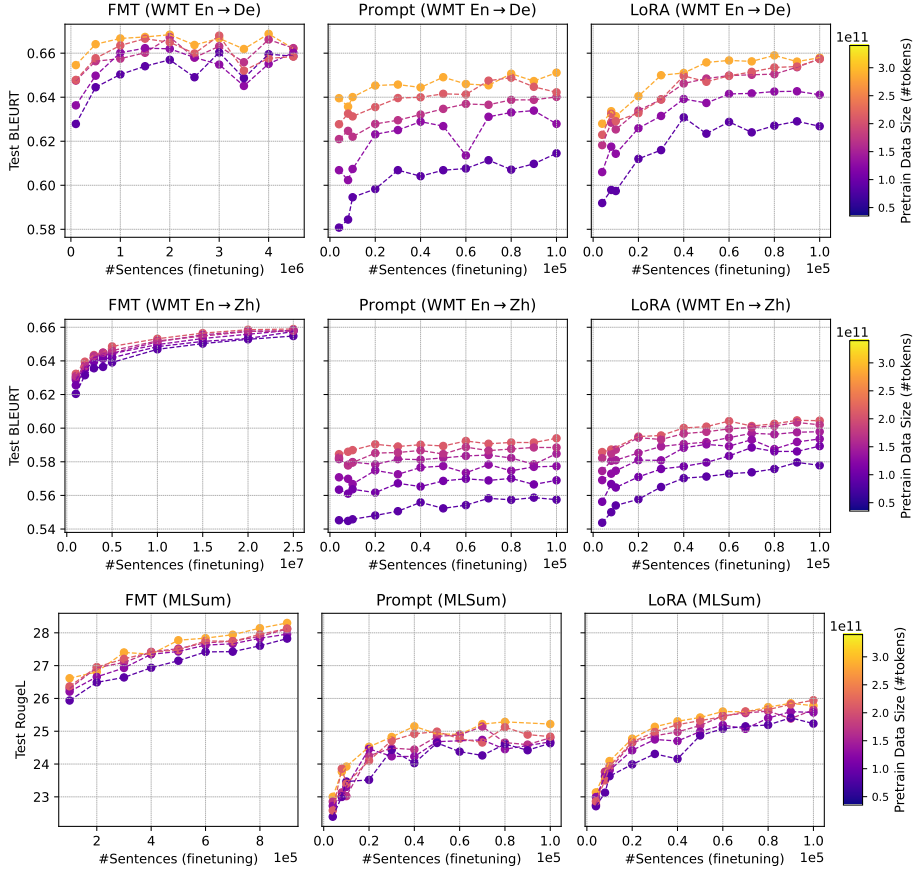 FMT (WMT En→De)
Prompt (WMT En→De)
LoRA (WMT En→De)
1e11
0.66
0.64
0.62
0.60
0.58
Test BLEURT
0 1 2 3 4
1e6
#Sentences (finetuning)
0.0 0.2 0.4 0.6 0.8 1.0
1e5
#Sentences (finetuning)
0.0 0.2 0.4 0.6 0.8 1.0
1e5
#Sentences (finetuning)
3.0
2.5
2.0
1.5
1.0
0.5
Pretrain Data Size (#tokens)
FMT (WMT En→Zh)
Prompt (WMT En→Zh)
LoRA (WMT En→Zh)
1e11
0.66
0.64
0.62
0.60
0.58
0.56
0.54
Test BLEURT
0.0 0.5 1.0 1.5 2.0 2.5
1e7
#Sentences (finetuning)
0.0 0.2 0.4 0.6 0.8 1.0
1e5
#Sentences (finetuning)
0.0 0.2 0.4 0.6 0.8 1.0
1e5
#Sentences (finetuning)
3.0
2.5
2.0
1.5
1.0
0.5
Pretrain Data Size (#tokens)
FMT (MLSum)
Prompt (MLSum)
LoRA (MLSum)
1e11
28
27
26
25
24
23
Test RougeL
2 4 6 8
1e5
#Sentences (finetuning)
0.0 0.2 0.4 0.6 0.8 1.0
1e5
#Sentences (finetuning)
0.0 0.2 0.4 0.6 0.8 1.0
1e5
#Sentences (finetuning)
3.0
2.5
2.0
1.5
1.0
0.5
Pretrain Data Size (#tokens)